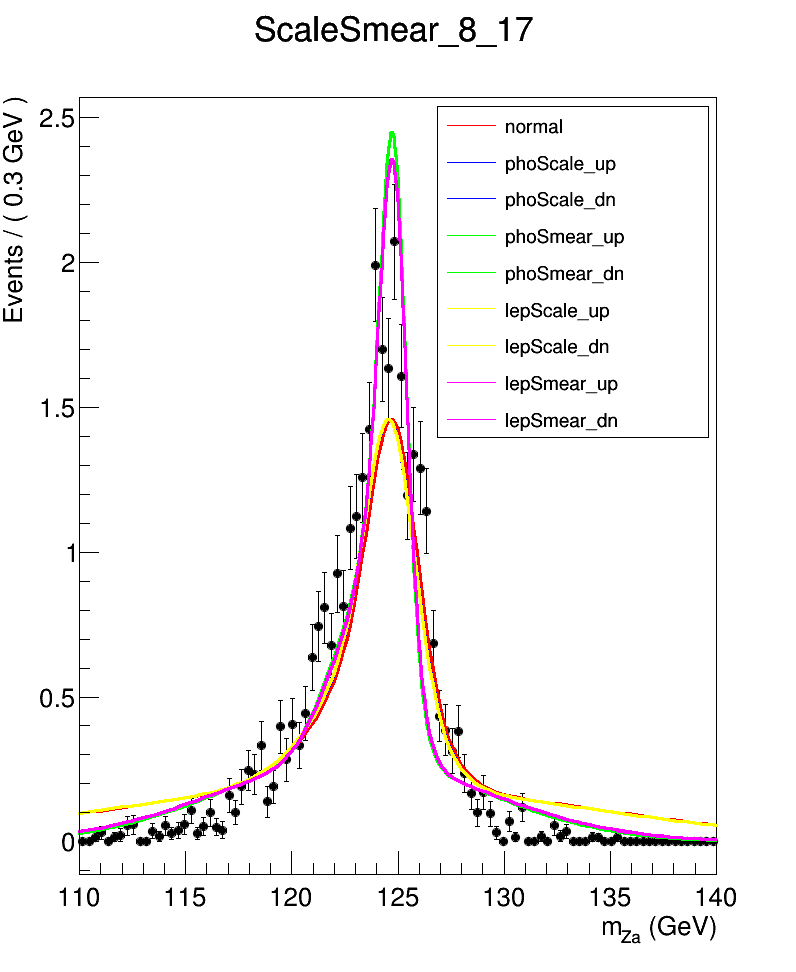 ScaleSmear_8_17
Events / ( 0.3 GeV )
2.5
2
1.5
1
0.5
0
normal
phoScale_up
phoScale_dn
phoSmear_up
phoSmear_dn
lepScale_up
lepScale_dn
lepSmear_up
lepSmear_dn
110 115 120 125 130 135 140
m_Za (GeV)